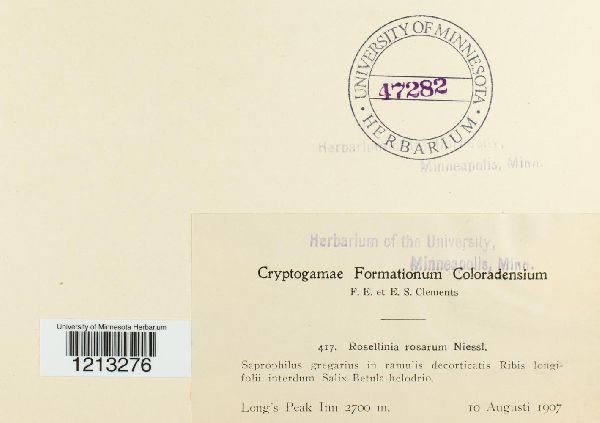 UNIVERSITY OF MINNESOTA
47282
HERBARIUM
Herbarium of the University,
Minneapolis, Minn.
Herbarium of the University,
Minneapolis, Minn.
Cryptogamae Formationum Coloradensium
F. E. et E. S. Clements
417. Rosellinia rosarum Niessl.
Saprophilus gregarius in ramulis decorticatis Ribis longi-
folii interdum Salix-Betula-helodrio.
Long's Peak Inn 2700 m. 10 Augusti 1907
University of Minnesota Herbarium
1213276